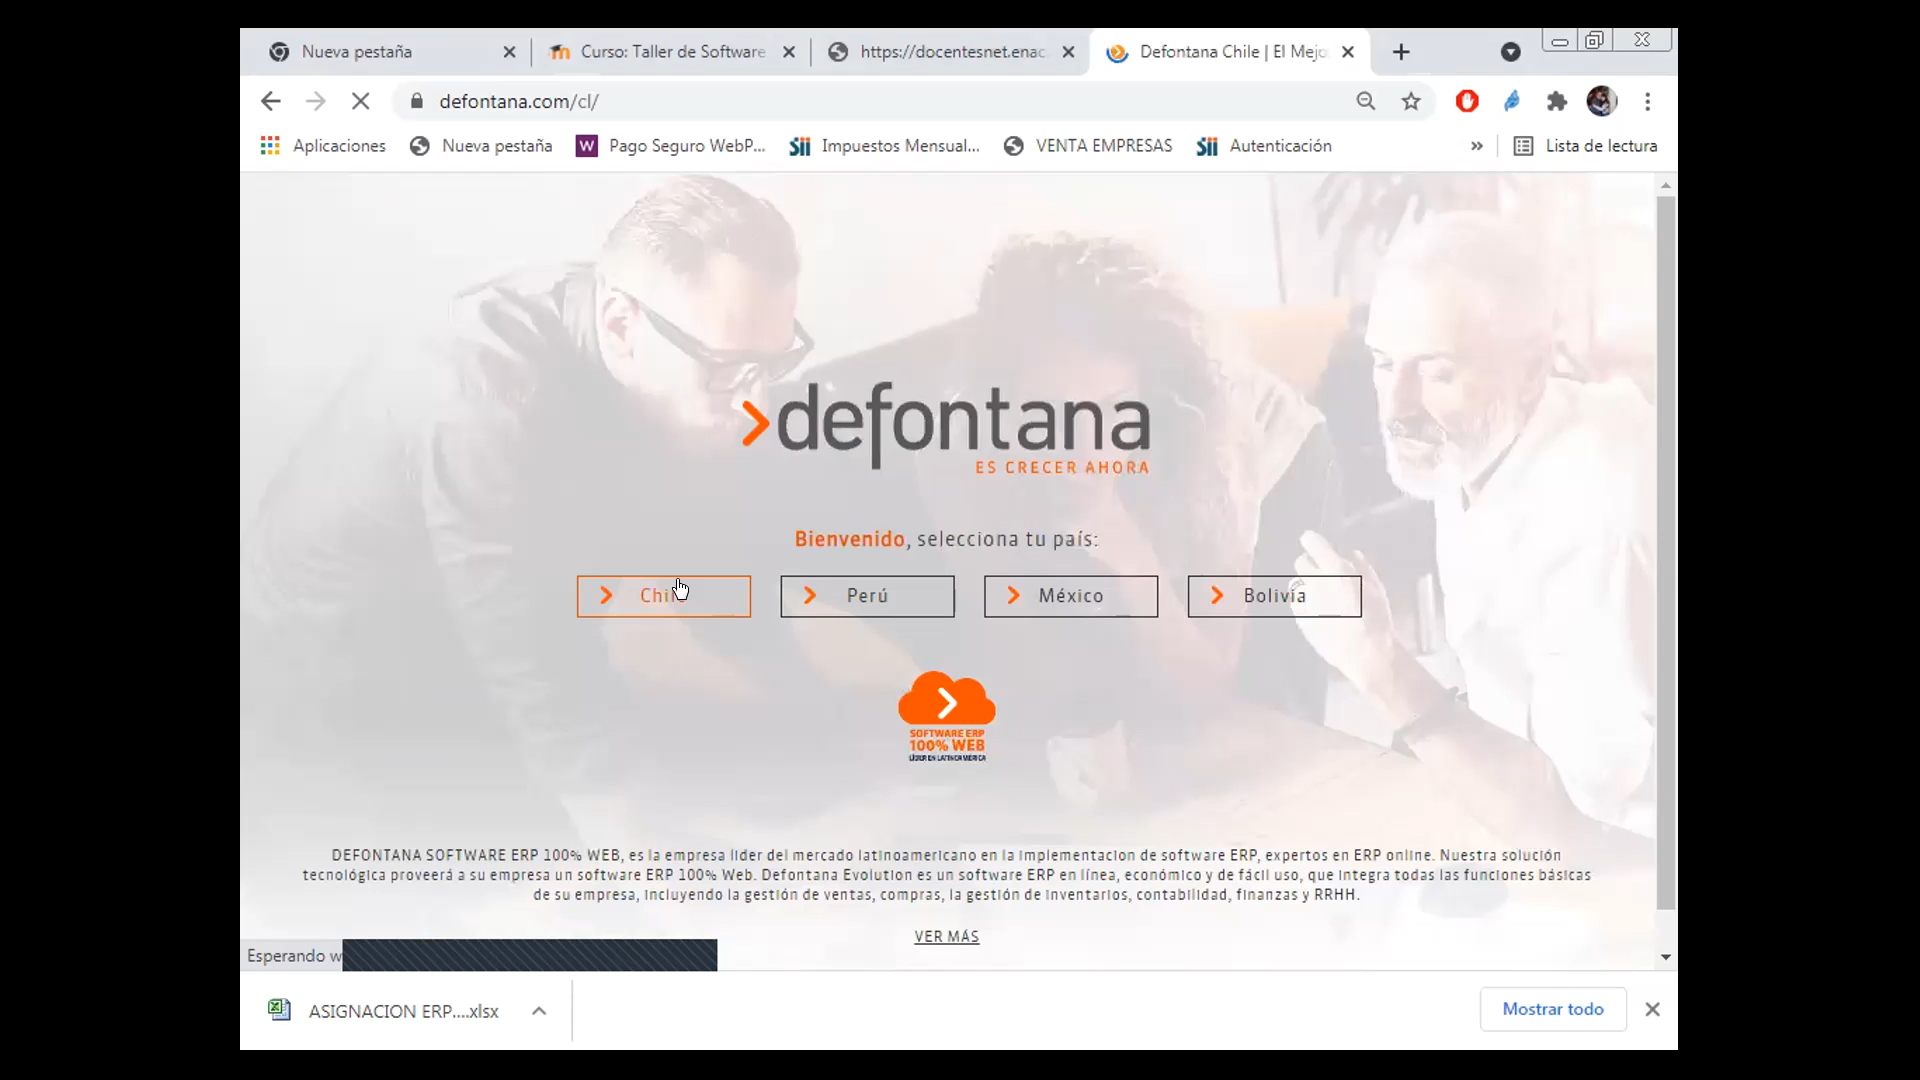 Nueva pestaña
Curso: Taller de Software
https://docentesnet.enac
Defontana Chile | El Mejo
defontana.com/cl/
Aplicaciones
Nueva pestaña
Pago Seguro WebP...
Impuestos Mensual...
VENTA EMPRESAS
Autenticación
Lista de lectura
defontana
ES CRECER AHORA
Bienvenido, selecciona tu país:
Chile
Perú
México
Bolivia
SOFTWARE ERP
100% WEB
LÍDER EN LATINOAMÉRICA
DEFONTANA SOFTWARE ERP 100% WEB, es la empresa líder del mercado latinoamericano en la implementacion de software ERP, expertos en ERP online. Nuestra solución
tecnológica proveerá a su empresa un software ERP 100% Web. Defontana Evolution es un software ERP en línea, económico y de fácil uso, que integra todas las funciones básicas
de su empresa, incluyendo la gestión de ventas, compras, la gestión de inventarios, contabilidad, finanzas y RRHH.
VER MÁS
Esperando w
ASIGNACION ERP....xlsx
Mostrar todo